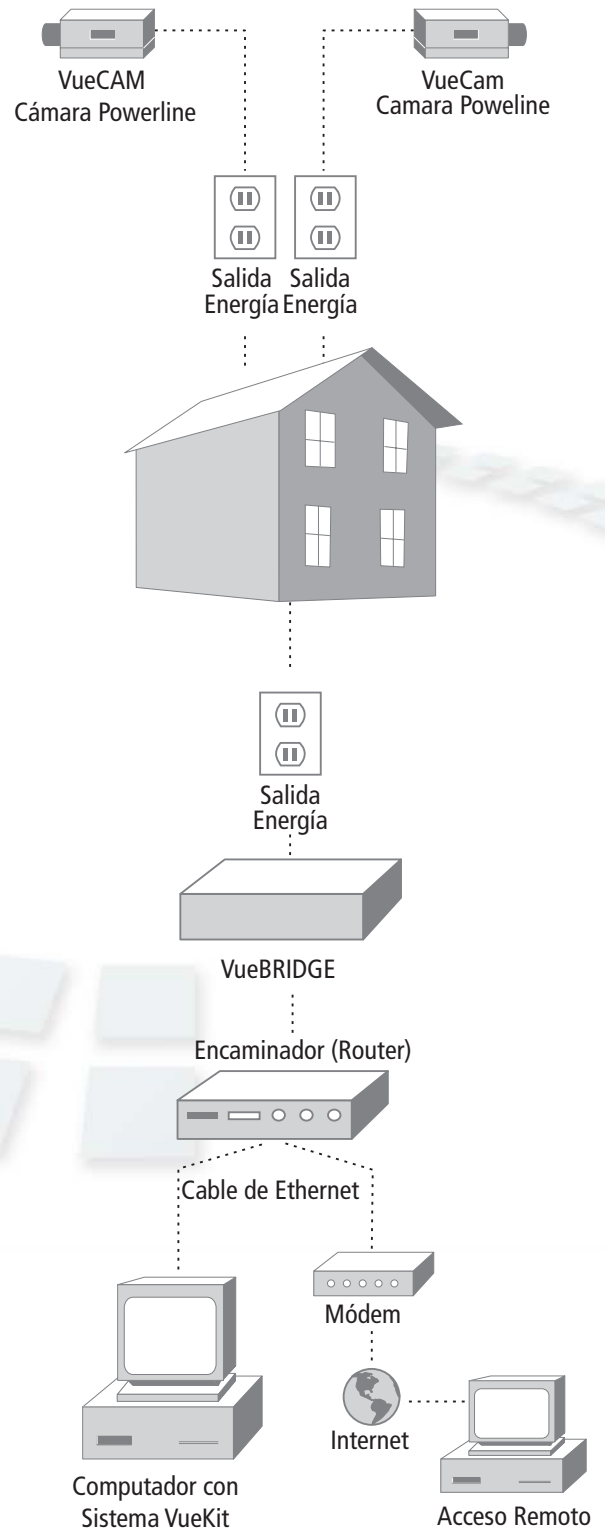 VueCAM
Cámara Powerline
VueCam
Camara Poweline
Salida
Energía
Salida
Energía
Salida
Energía
VueBRIDGE
Encaminador (Router)
Cable de Ethernet
Módem
Internet
Computador con
Sistema VueKit
Acceso Remoto